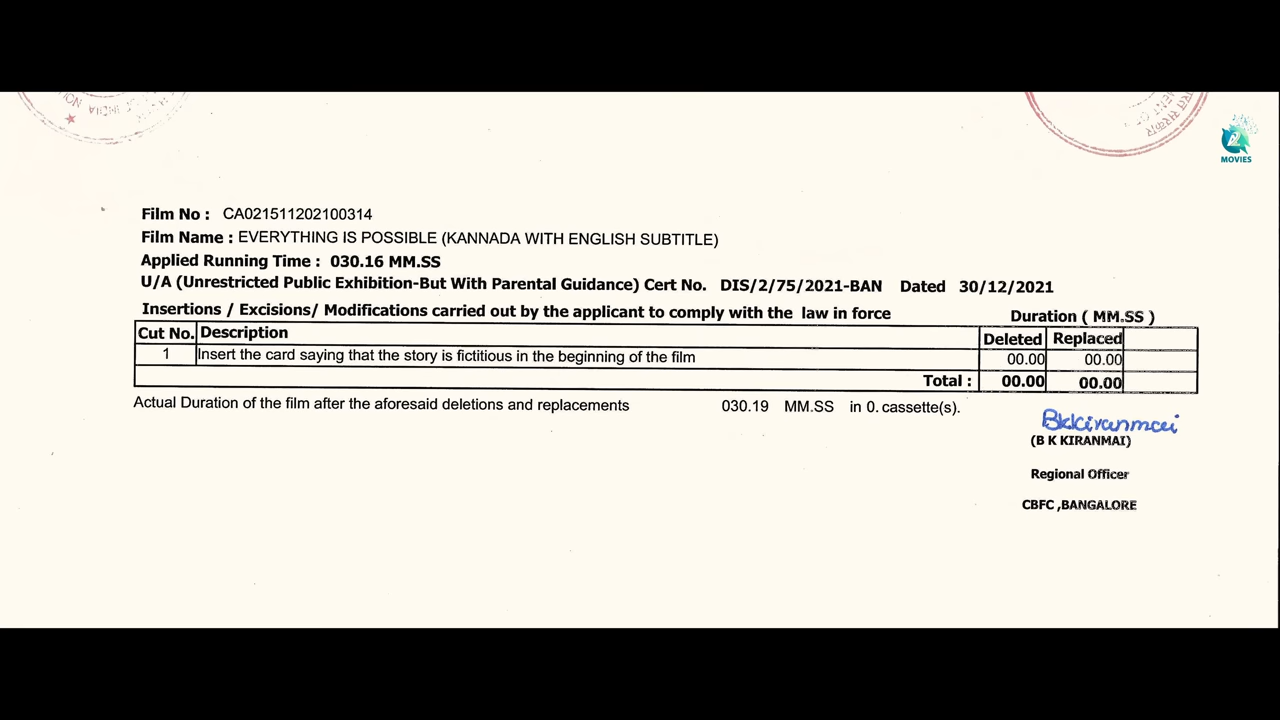 MOVIES
Film No : CA021511202100314
Film Name : EVERYTHING IS POSSIBLE (KANNADA WITH ENGLISH SUBTITLE)
Applied Running Time : 030.16 MM.SS
U/A (Unrestricted Public Exhibition-But With Parental Guidance) Cert No. DIS/2/75/2021-BAN Dated 30/12/2021
Insertions / Excisions/ Modifications carried out by the applicant to comply with the law in force Duration ( MM.SS )
Cut No. Description Deleted Replaced
1 Insert the card saying that the story is fictitious in the beginning of the film 00.00 00.00
Total : 00.00 00.00
Actual Duration of the film after the aforesaid deletions and replacements 030.19 MM.SS in 0. cassette(s).
Bkkiranmai
(B K KIRANMAI)
Regional Officer
CBFC ,BANGALORE